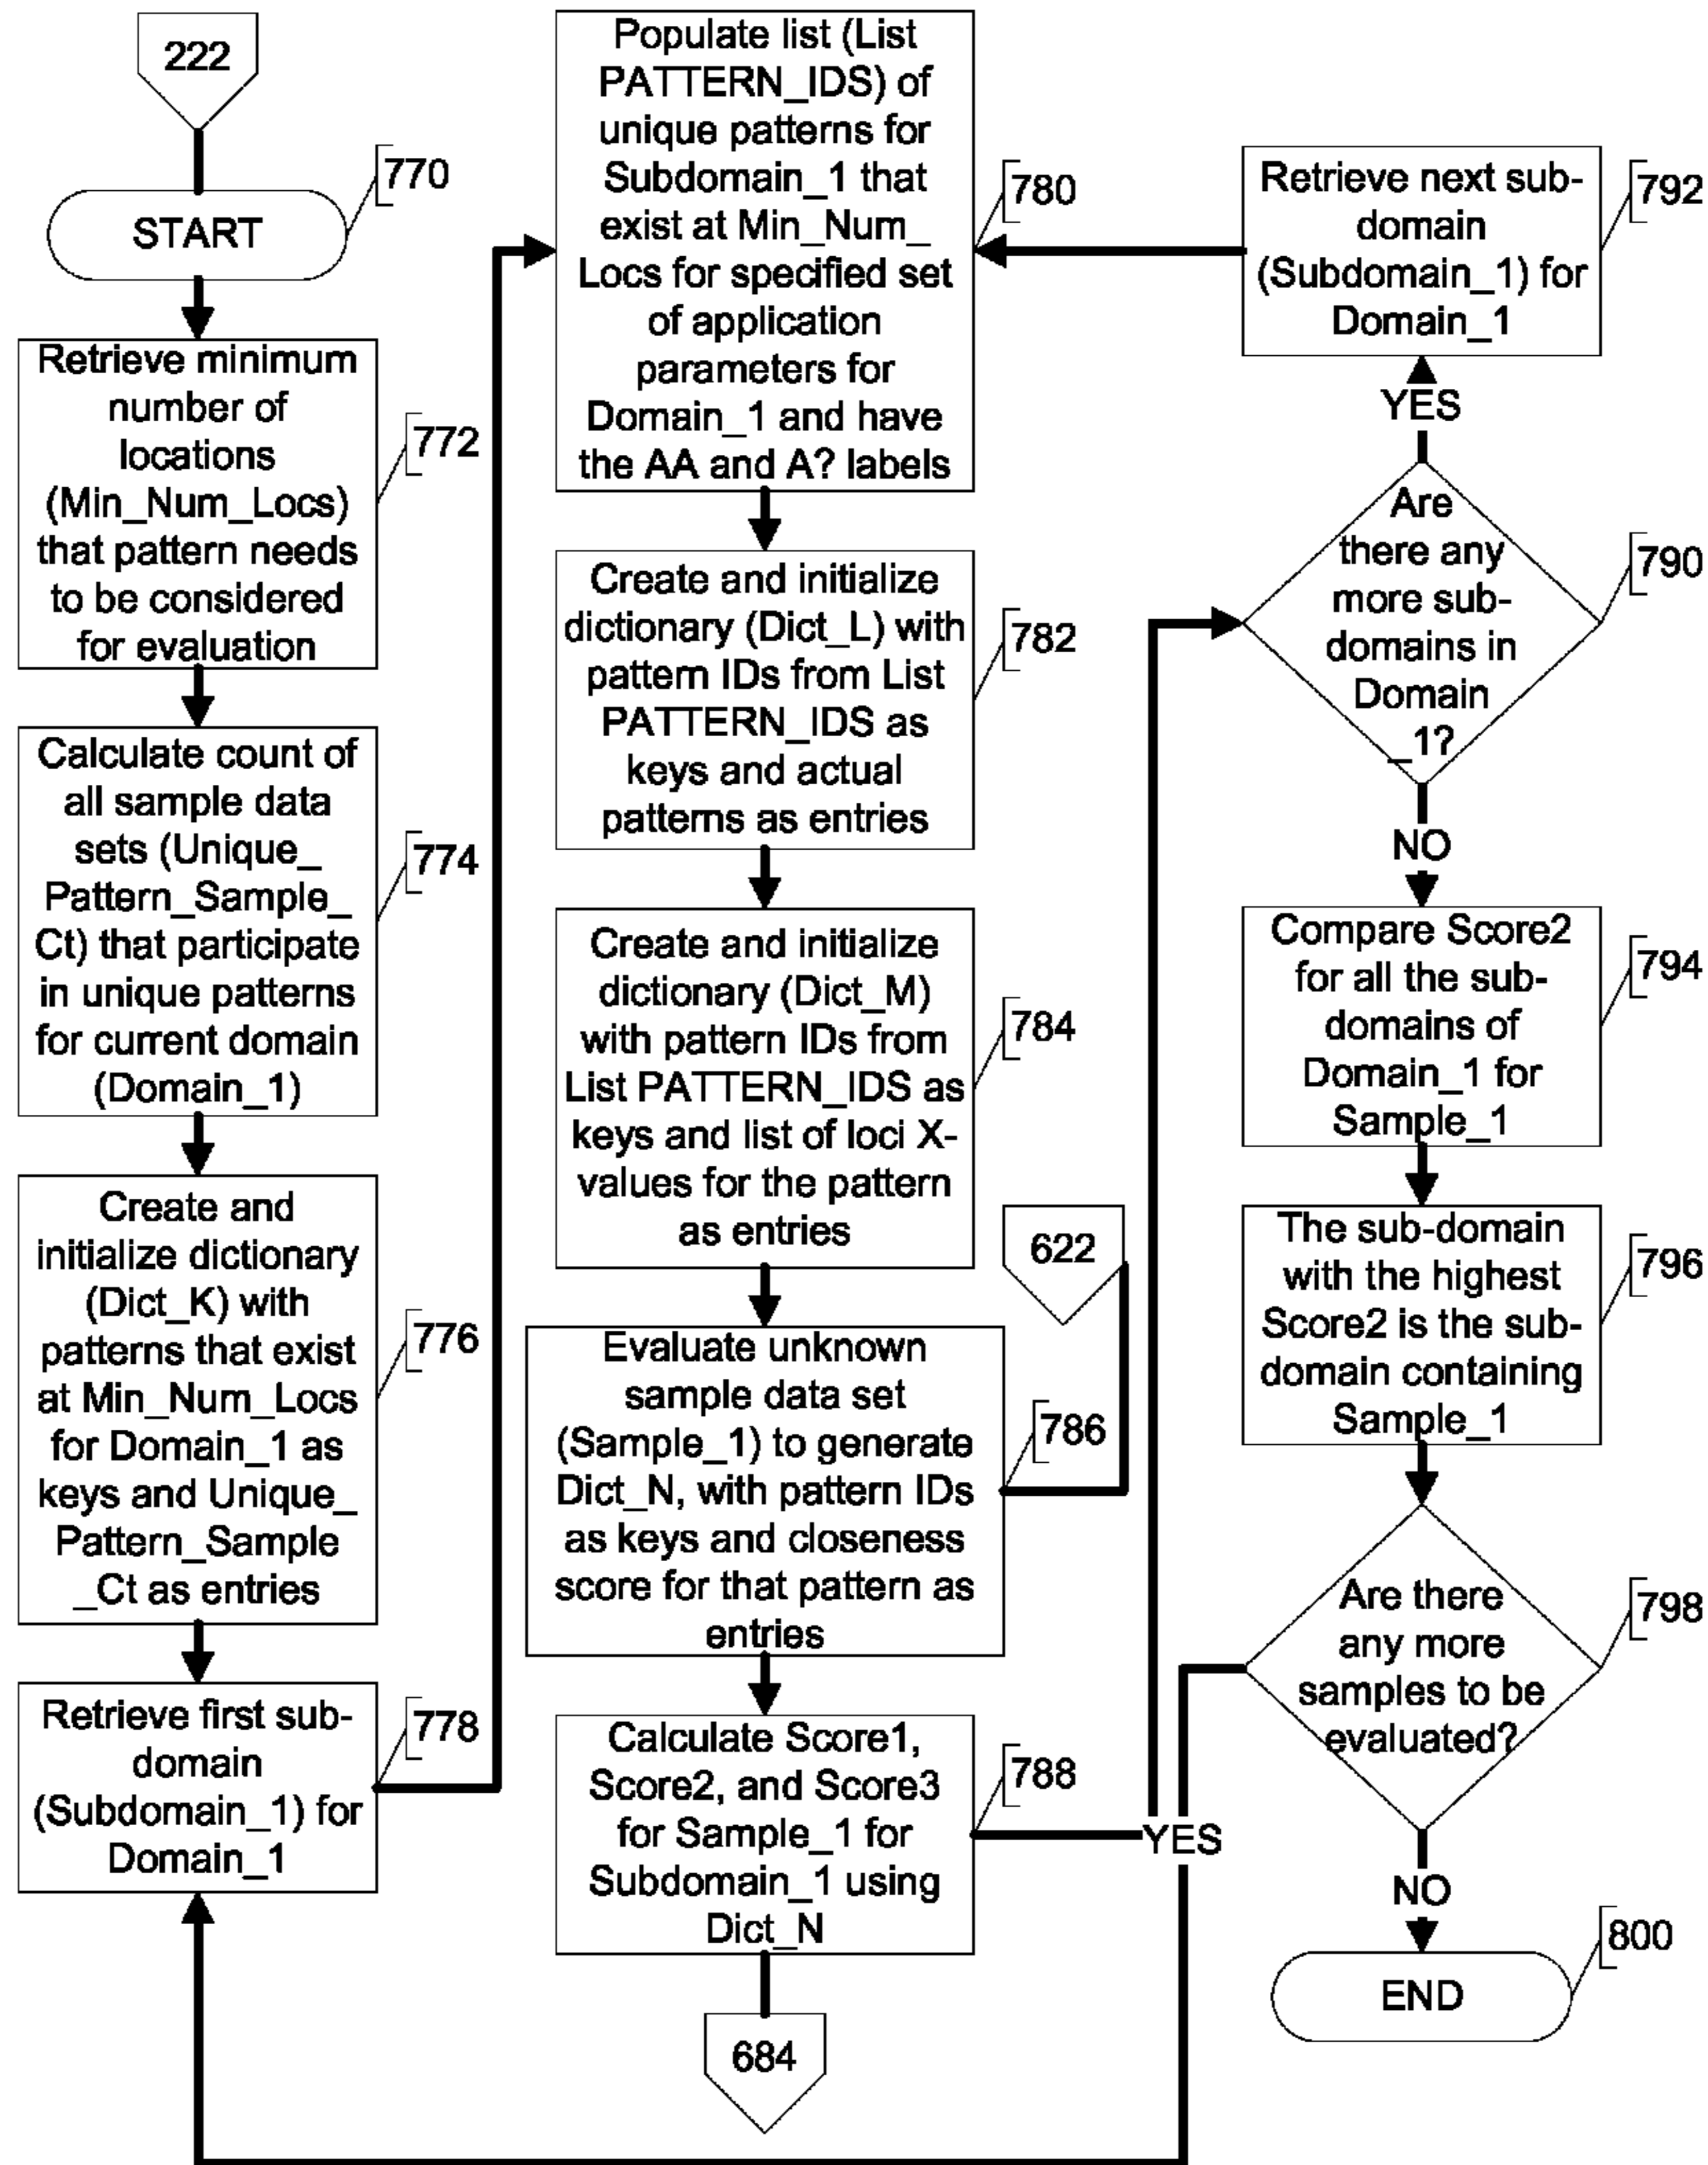 222
770
START
Retrieve minimum
number of
locations
(Min_Num_Locs)
that pattern needs
to be considered
for evaluation
772
Calculate count of
all sample data
sets (Unique_
Pattern_Sample_
Ct) that participate
in unique patterns
for current domain
(Domain_1)
774
Create and
initialize dictionary
(Dict_K) with
patterns that exist
at Min_Num_Locs
for Domain_1 as
keys and Unique_
Pattern_Sample
_Ct as entries
776
Retrieve first sub-
domain
(Subdomain_1) for
Domain_1
778
Populate list (List
PATTERN_IDS) of
unique patterns for
Subdomain_1 that
exist at Min_Num_
Locs for specified set
of application
parameters for
Domain_1 and have
the AA and A? labels
780
Create and initialize
dictionary (Dict_L) with
pattern IDs from List
PATTERN_IDS as
keys and actual
patterns as entries
782
Create and initialize
dictionary (Dict_M)
with pattern IDs from
List PATTERN_IDS as
keys and list of loci X-
values for the pattern
as entries
784
622
Evaluate unknown
sample data set
(Sample_1) to generate
Dict_N, with pattern IDs
as keys and closeness
score for that pattern as
entries
786
Calculate Score1,
Score2, and Score3
for Sample_1 for
Subdomain_1 using
Dict_N
788
684
Retrieve next sub-
domain
(Subdomain_1) for
Domain_1
792
YES
Are
there any
more sub-
domains in
Domain
_1?
790
NO
Compare Score2
for all the sub-
domains of
Domain_1 for
Sample_1
794
The sub-domain
with the highest
Score2 is the sub-
domain containing
Sample_1
796
Are there
any more
samples to be
evaluated?
798
YES
NO
END
800